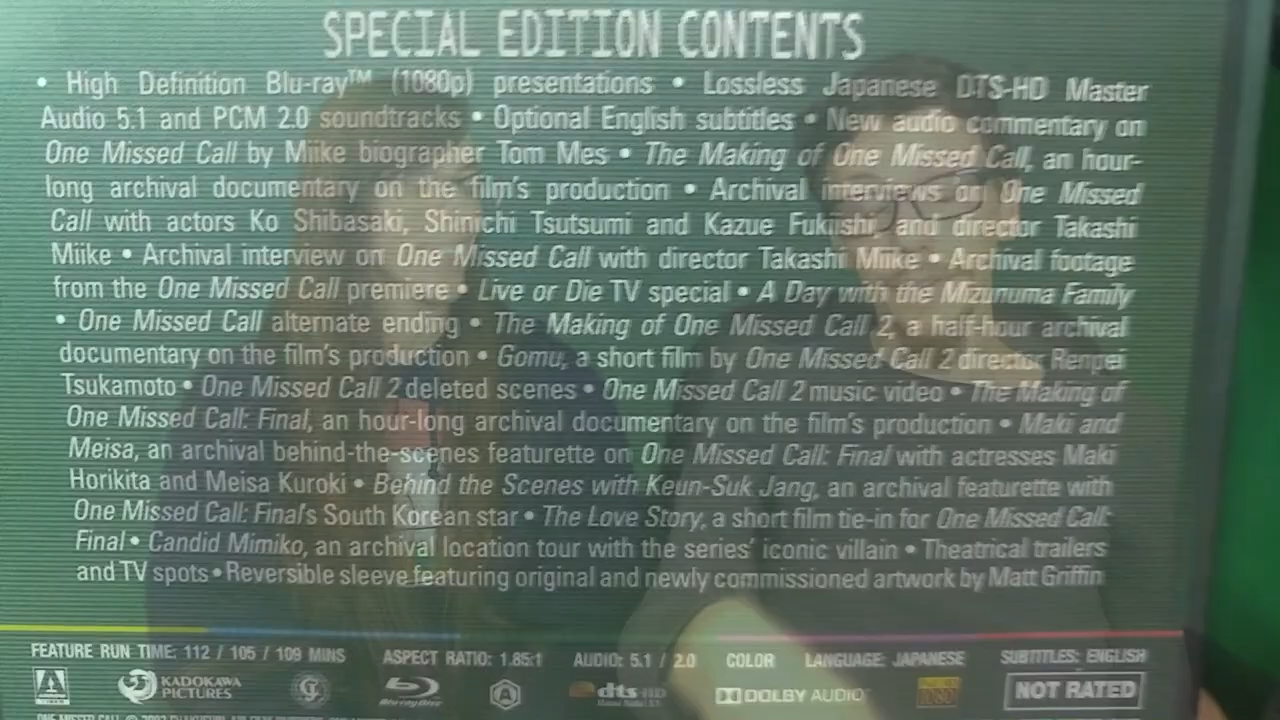 SPECIAL EDITION CONTENTS
• High Definition Blu-ray™ (1080p) presentations • Lossless Japanese DTS-HD Master
Audio 5.1 and PCM 2.0 soundtracks • Optional English subtitles • New audio commentary on
One Missed Call by Miike biographer Tom Mes • The Making of One Missed Call, an hour-
long archival documentary on the film's production • Archival interviews on One Missed
Call with actors Ko Shibasaki, Shinichi Tsutsumi and Kazue Fukiishi, and director Takashi
Miike • Archival interview on One Missed Call with director Takashi Miike • Archival footage
from the One Missed Call premiere • Live or Die TV special • A Day with the Mizunuma Family
• One Missed Call alternate ending • The Making of One Missed Call 2, a half-hour archival
documentary on the film's production • Gomu, a short film by One Missed Call 2 director Renpei
Tsukamoto • One Missed Call 2 deleted scenes • One Missed Call 2 music video • The Making of
One Missed Call: Final, an hour-long archival documentary on the film's production • Maki and
Meisa, an archival behind-the-scenes featurette on One Missed Call: Final with actresses Maki
Horikita and Meisa Kuroki • Behind the Scenes with Keun-Suk Jang, an archival featurette with
One Missed Call: Final's South Korean star • The Love Story, a short film tie-in for One Missed Call:
Final • Candid Mimiko, an archival location tour with the series' iconic villain • Theatrical trailers
and TV spots • Reversible sleeve featuring original and newly commissioned artwork by Matt Griffin
FEATURE RUN TIME: 112 / 105 / 109 MINS ASPECT RATIO: 1.85:1 AUDIO: 5.1 / 2.0 COLOR LANGUAGE: JAPANESE SUBTITLES: ENGLISH
KADOKAWA PICTURES Blu-ray Disc A dts-HD DOLBY AUDIO 1080 NOT RATED